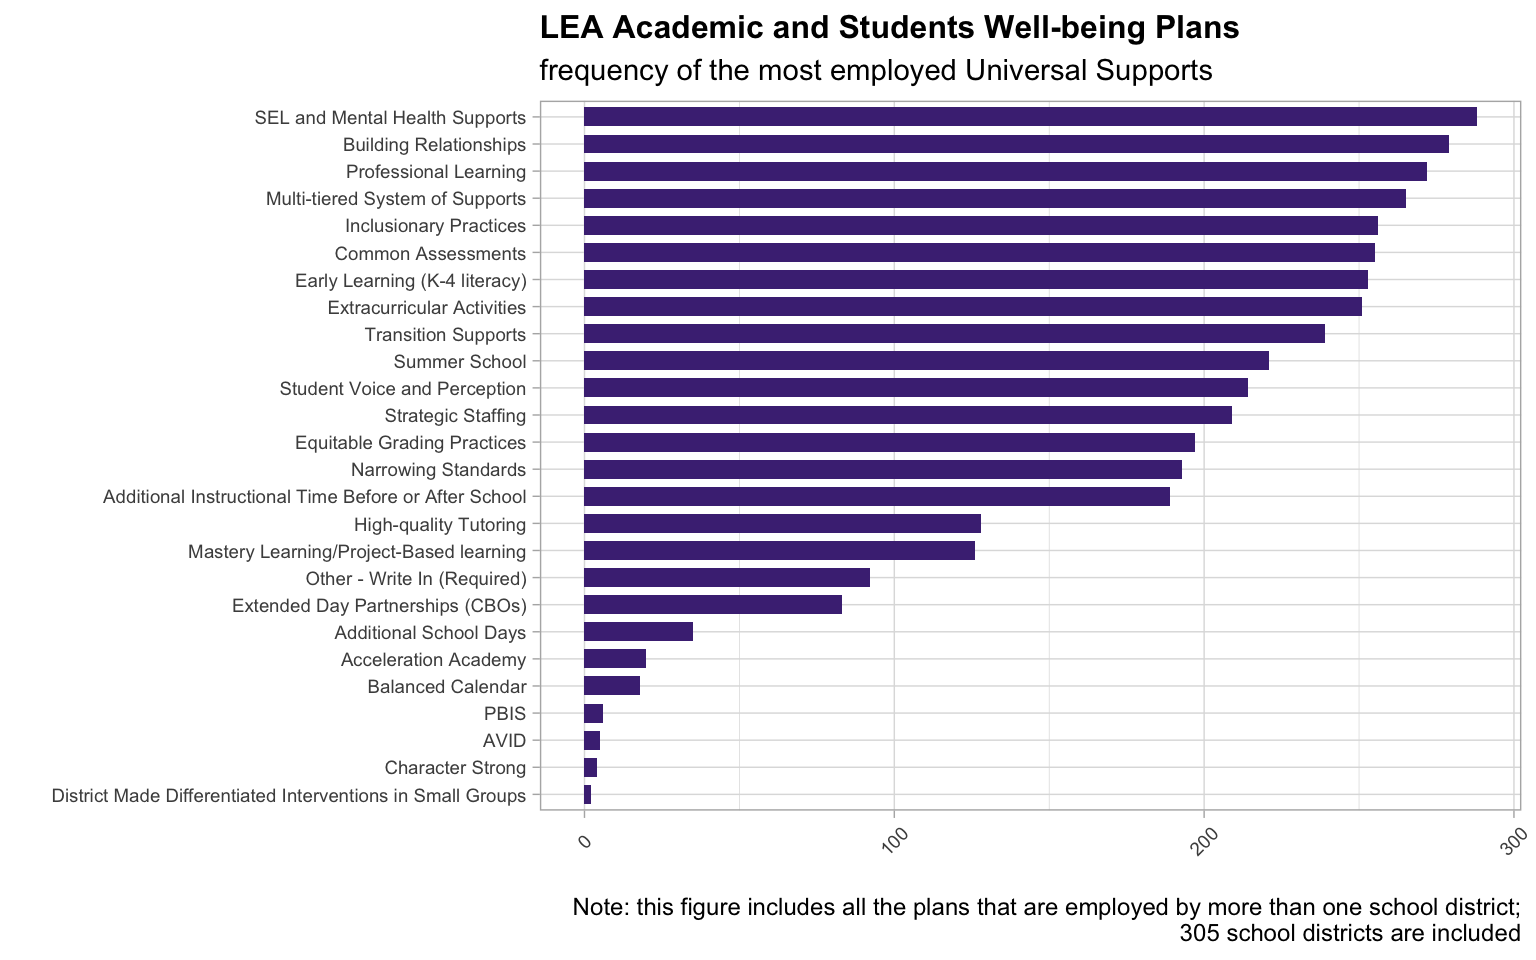 LEA Academic and Students Well-being Plans
frequency of the most employed Universal Supports
SEL and Mental Health Supports
Building Relationships
Professional Learning
Multi-tiered System of Supports
Inclusionary Practices
Common Assessments
Early Learning (K-4 literacy)
Extracurricular Activities
Transition Supports
Summer School
Student Voice and Perception
Strategic Staffing
Equitable Grading Practices
Narrowing Standards
Additional Instructional Time Before or After School
High-quality Tutoring
Mastery Learning/Project-Based learning
Other - Write In (Required)
Extended Day Partnerships (CBOs)
Additional School Days
Acceleration Academy
Balanced Calendar
PBIS
AVID
Character Strong
District Made Differentiated Interventions in Small Groups
0
100
200
300
Note: this figure includes all the plans that are employed by more than one school district;
305 school districts are included